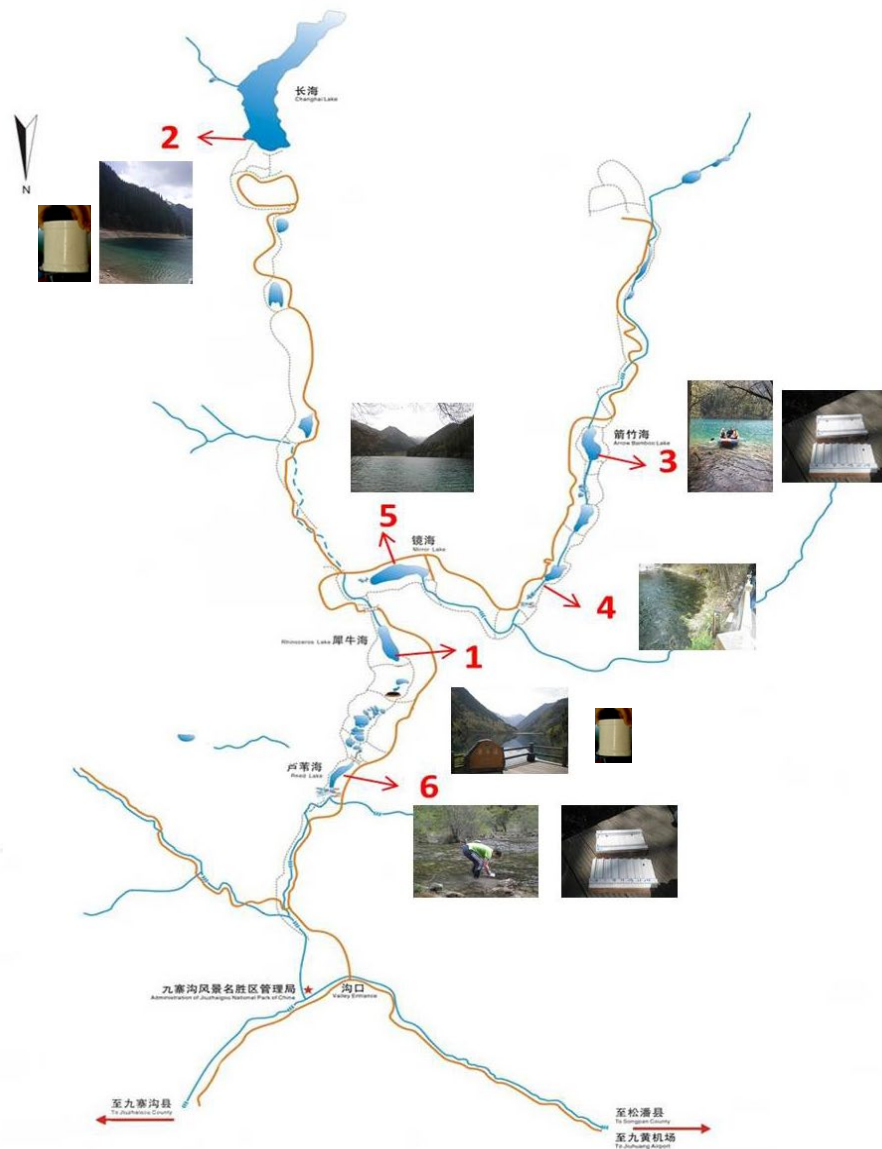 长海
Changhai Lake
2
N
箭竹海
Arrow Bamboo Lake
3
5
镜海
Mirror Lake
4
Rhinoceros Lake 犀牛海
1
芦苇海
Reed Lake
6
九寨沟风景名胜区管理局
Administration of Jiuzhaigou National Park of China
沟口
Valley Entrance
至九寨沟县
To Jiuzhaigou County
至松潘县
To Songpan County
至九黄机场
To Jiuhuang Airport